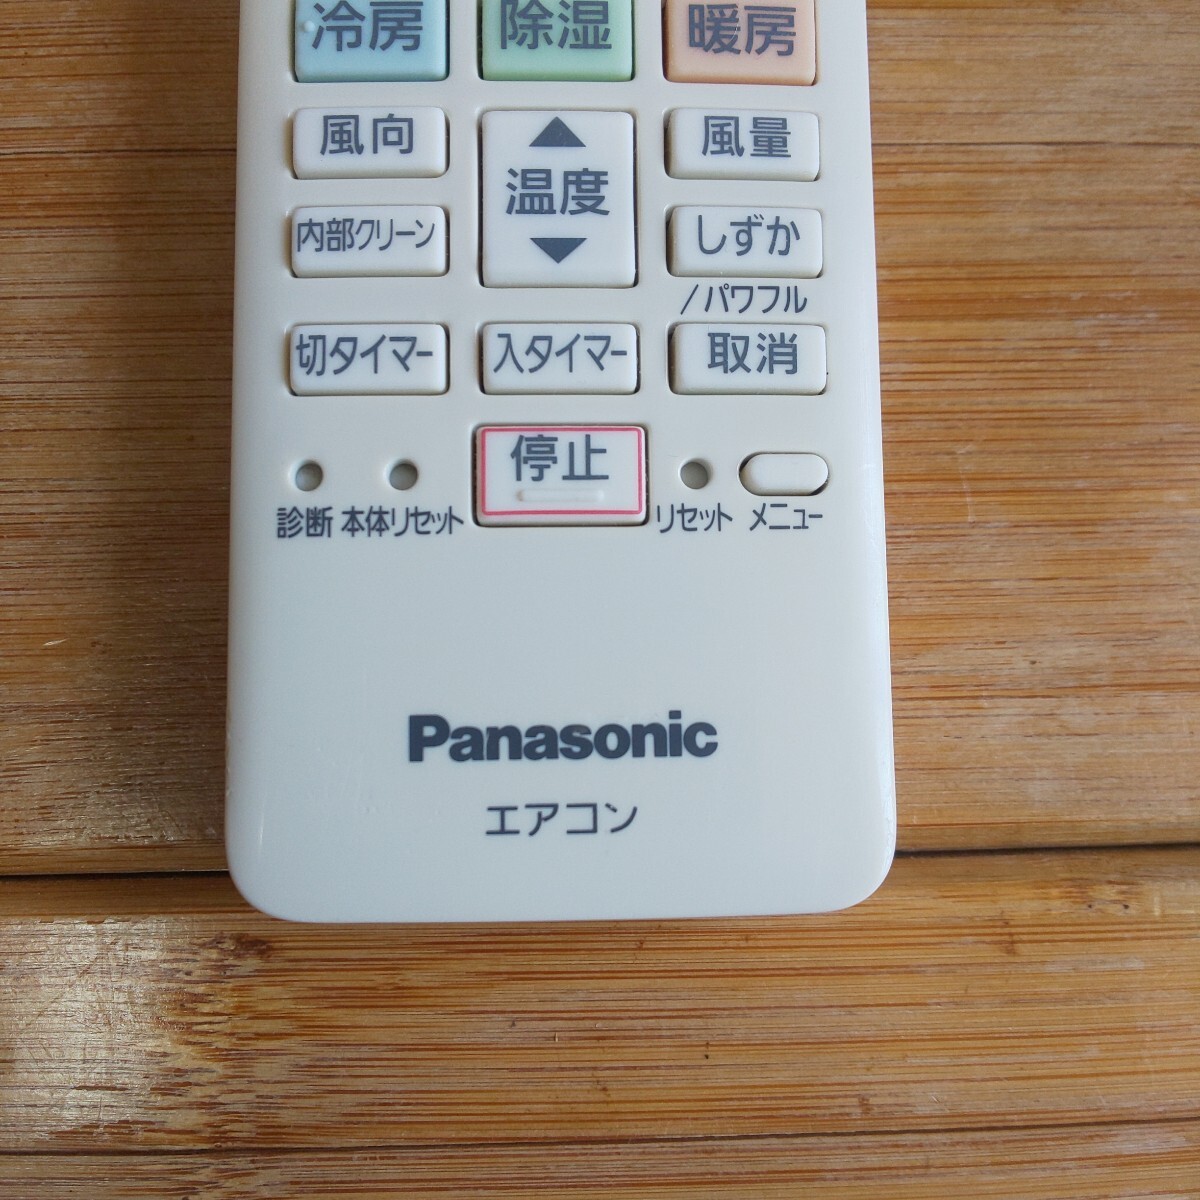 冷房 除湿 暖房
風向 ▲ 風量
温度
内部クリーン ▼ しずか
/パワフル
切タイマー 入タイマー 取消
停止
診断 本体リセット リセット メニュー
Panasonic
エアコン